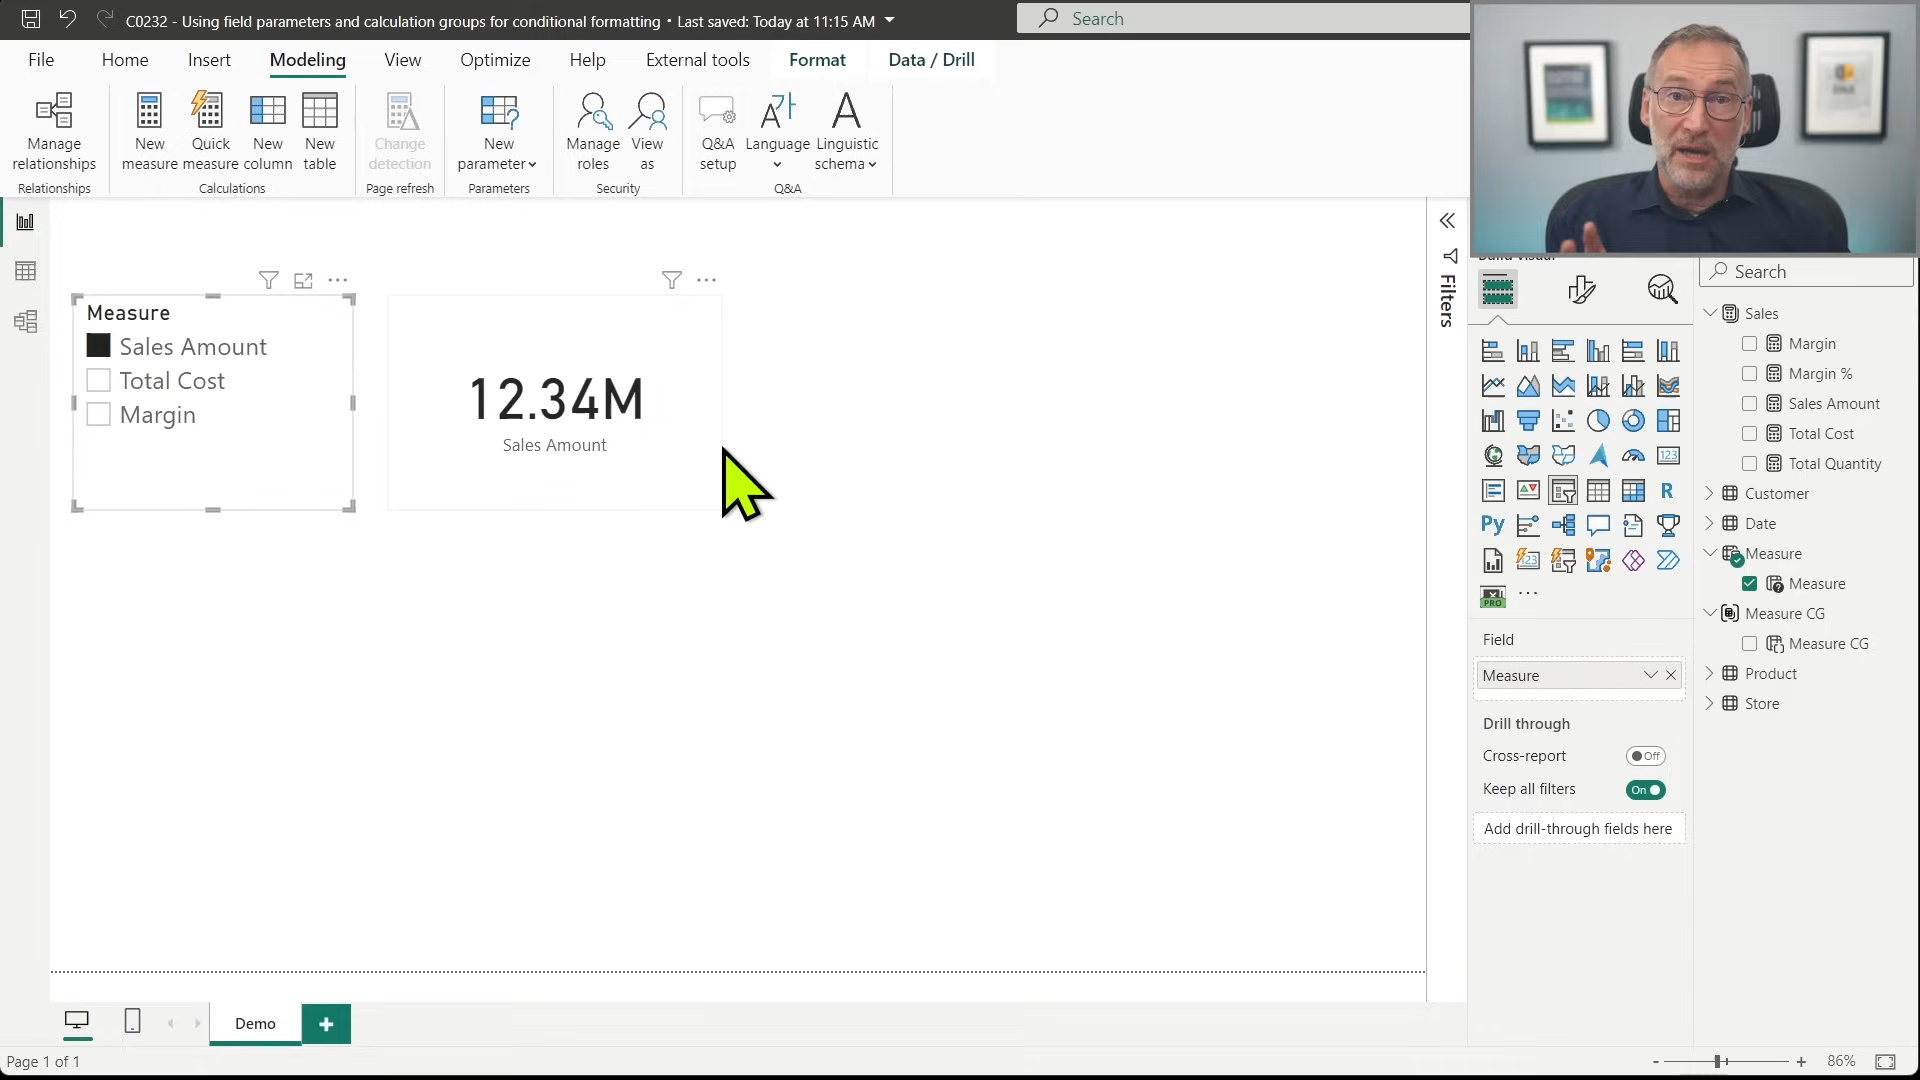 C0232 - Using field parameters and calculation groups for conditional formatting • Last saved: Today at 11:15 AM
Search
File Home Insert Modeling View Optimize Help External tools Format Data / Drill
Manage relationships
New measure
Quick measure
New column
New table
Change detection
New parameter
Manage roles
View as
Q&A setup
Language
Linguistic schema
Relationships
Calculations
Page refresh
Parameters
Security
Q&A
Measure
Sales Amount
Total Cost
Margin
12.34M
Sales Amount
Filters
Search
R
Py
123
123
PRO
Field
Measure
Drill through
Cross-report
Off
Keep all filters
On
Add drill-through fields here
Sales
Margin
Margin %
Sales Amount
Total Cost
Total Quantity
Customer
Date
Measure
Measure
Measure CG
Measure CG
Product
Store
Demo
Page 1 of 1
- + 86%